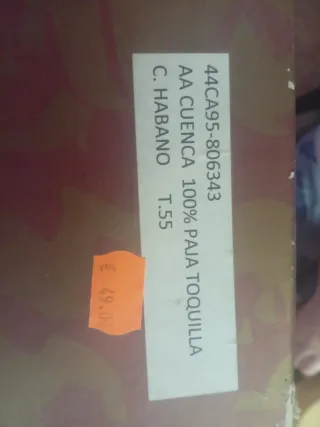 44CA95-806343
AA CUENCA 100% PAJA TOQUILLA
C. HABANO T.55
€ 49.0